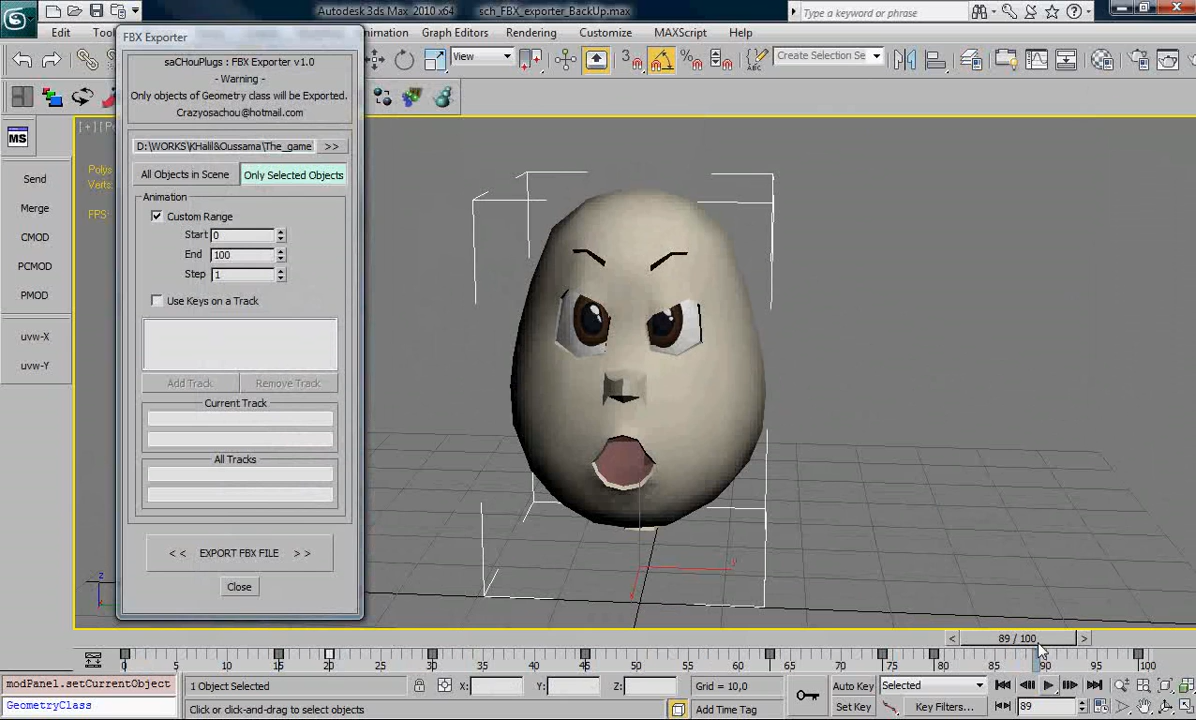 Autodesk 3ds Max 2010 x64 sch_FBX_exporter_BackUp.max
Type a keyword or phrase
Edit
Graph Editors Rendering Customize MAXScript Help
View
Create Selection Se
FBX Exporter
saCHouPlugs : FBX Exporter v1.0
- Warning -
Only objects of Geometry class will be Exported.
Crazyosachou@hotmail.com
D:\WORKS\KHalil&Oussama\The_game >>
All Objects in Scene Only Selected Objects
Animation
Custom Range
Start 0
End 100
Step 1
Use Keys on a Track
Add Track Remove Track
Current Track
All Tracks
<< EXPORT FBX FILE >>
Close
MS
Send
Merge
CMOD
PCMOD
PMOD
uvw-X
uvw-Y
Polys
Verts:
FPS:
z
< 89 / 100 >
0 5 10 15 20 25 30 35 40 45 50 55 60 65 70 75 80 85 90 95 100
modPanel.setCurrentObject
GeometryClass
1 Object Selected
X: Y: Z:
Grid = 10,0
Click or click-and-drag to select objects
Add Time Tag
Auto Key Selected
Set Key Key Filters...
89